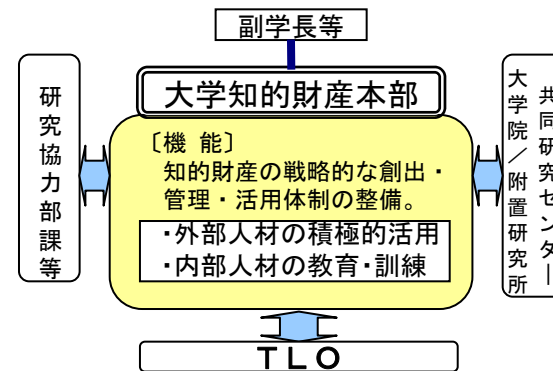 副学長等
大学知的財産本部
研究協力部課等
〔機 能〕
知的財産の戦略的な創出・
管理・活用体制の整備。
・外部人材の積極的活用
・内部人材の教育・訓練
大学院／附置研究所
共同研究センター
TLO